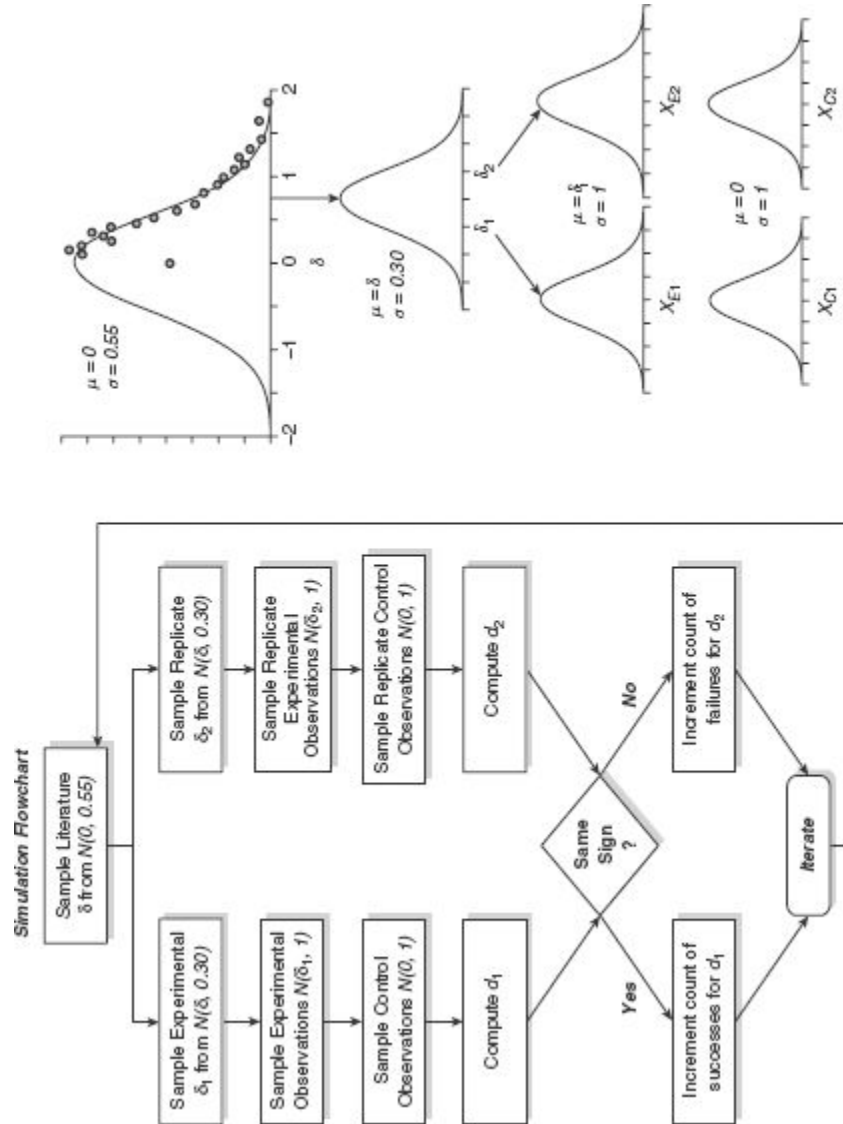 Simulation Flowchart
Sample Literature
δ from N(0, 0.55)
Sample Experimental
δ1 from N(δ, 0.30)
Sample Replicate
δ2 from N(δ, 0.30)
Sample Experimental
Observations N(δ1, 1)
Sample Replicate
Experimental
Observations N(δ2, 1)
Sample Control
Observations N(0, 1)
Sample Replicate Control
Observations N(0, 1)
Compute d1
Compute d2
Same
Sign
?
Yes
No
Increment count of
successes for d1
Increment count of
failures for d2
Iterate
μ = 0
σ = 0.55
−2
−1
0
1
2
δ
μ = δ
σ = 0.30
δ1
δ2
μ = δi
σ = 1
XE1
XE2
μ = 0
σ = 1
XC1
XC2